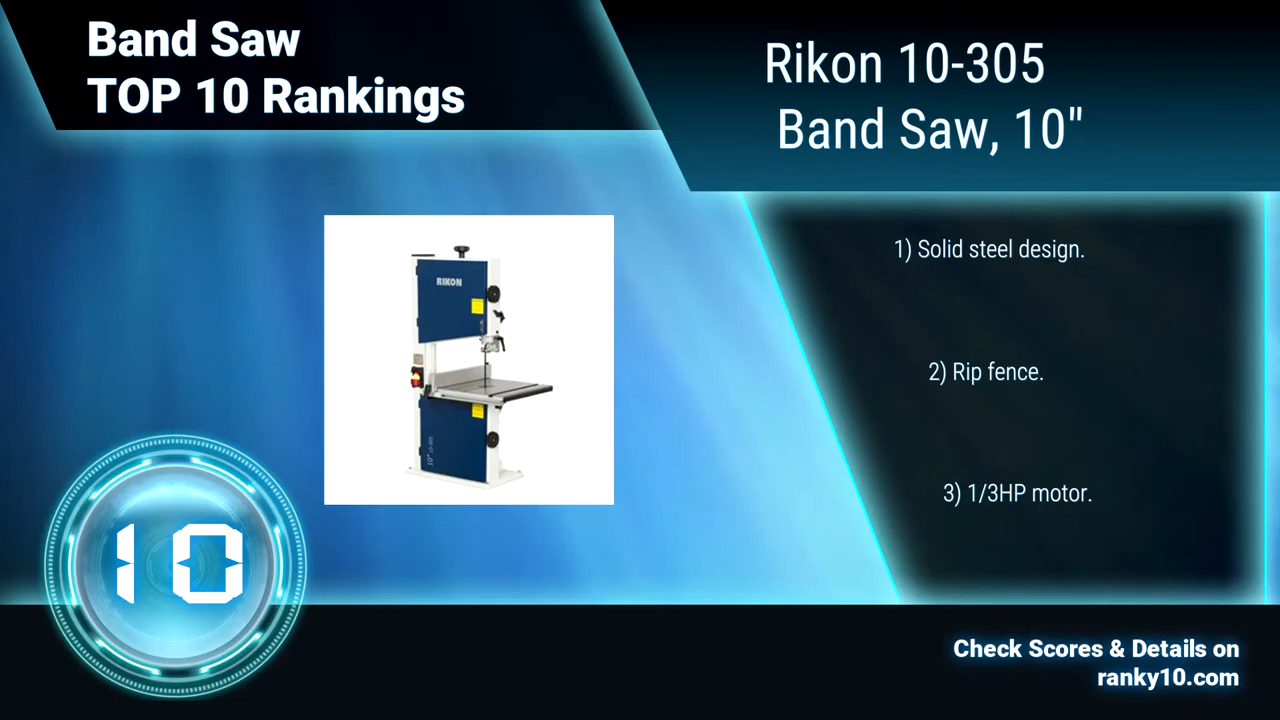 Band Saw
TOP 10 Rankings
Rikon 10-305
Band Saw, 10"
1) Solid steel design.
RIKON
2) Rip fence.
3) 1/3HP motor.
10
Check Scores & Details on
ranky10.com